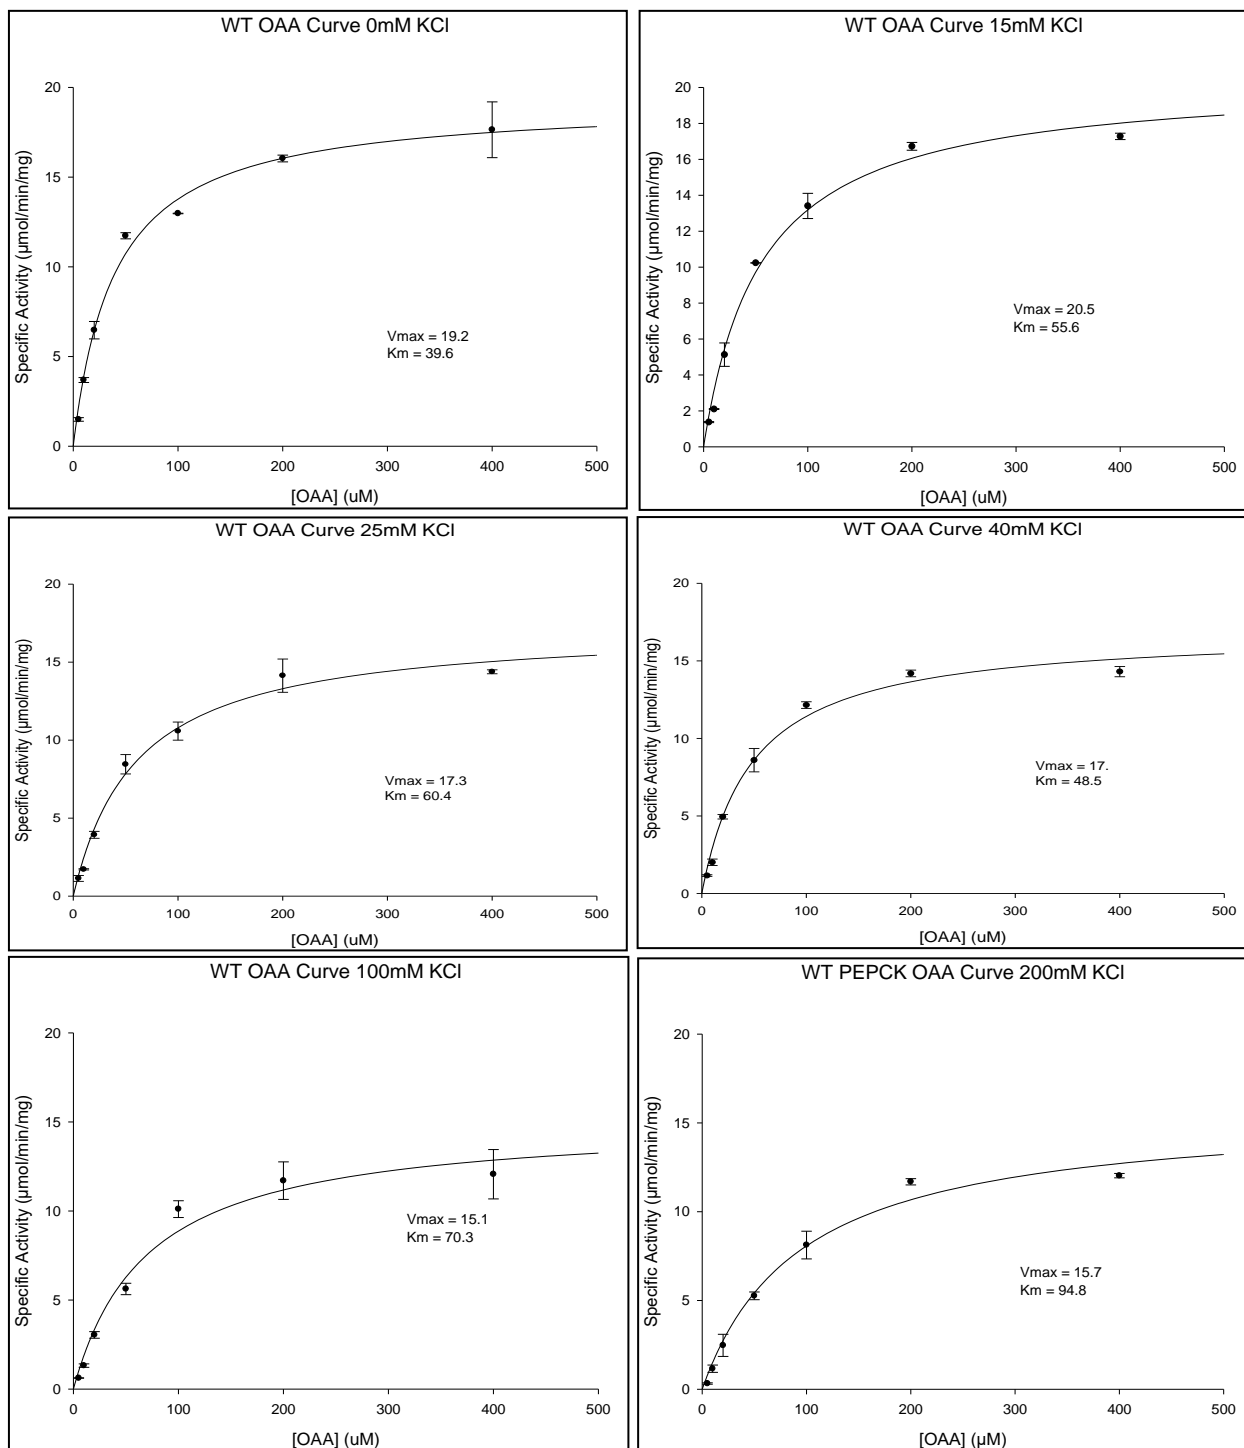 WT OAA Curve 0mM KCl
20
15
10
5
0
0 100 200 300 400 500
Specific Activity (µmol/min/mg)
[OAA] (uM)
Vmax = 19.2
Km = 39.6
WT OAA Curve 15mM KCl
20
18
16
14
12
10
8
6
4
2
0
0 100 200 300 400 500
Specific Activity (µmol/min/mg)
[OAA] (uM)
Vmax = 20.5
Km = 55.6
WT OAA Curve 25mM KCl
20
15
10
5
0
0 100 200 300 400 500
Specific Activity (µmol/min/mg)
[OAA] (uM)
Vmax = 17.3
Km = 60.4
WT OAA Curve 40mM KCl
20
15
10
5
0
0 100 200 300 400 500
Specific Activity (µmol/min/mg)
[OAA] (uM)
Vmax = 17.
Km = 48.5
WT OAA Curve 100mM KCl
20
15
10
5
0
0 100 200 300 400 500
Specific Activity (µmol/min/mg)
[OAA] (uM)
Vmax = 15.1
Km = 70.3
WT PEPCK OAA Curve 200mM KCl
20
15
10
5
0
0 100 200 300 400 500
Specific Activity (µmol/min/mg)
[OAA] (µM)
Vmax = 15.7
Km = 94.8